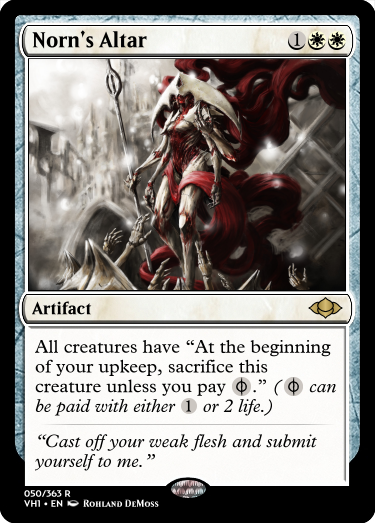 Norn's Altar 1
Artifact
All creatures have “At the beginning
of your upkeep, sacrifice this
creature unless you pay Φ.” (Φ can
be paid with either 1 or 2 life.)
“Cast off your weak flesh and submit
yourself to me.”
050/363 R
VH1 • EN Rohland DeMoss